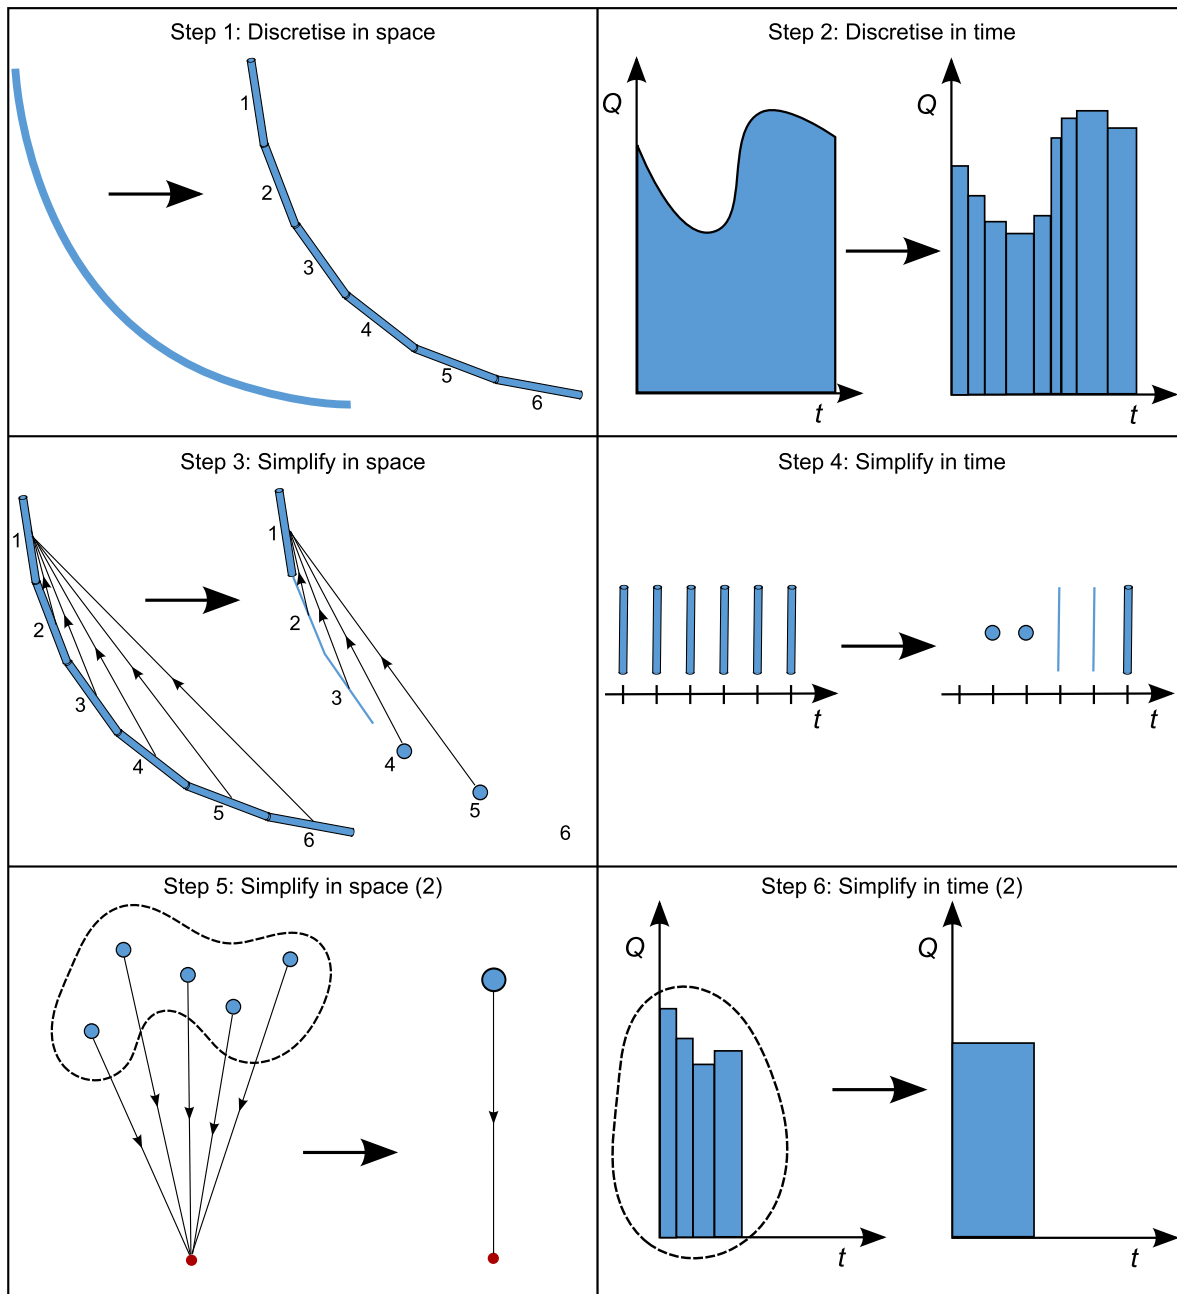 Step 1: Discretise in space
1
2
3
4
5
6
Step 2: Discretise in time
Q
t
Q
t
Step 3: Simplify in space
1
2
3
4
5
6
1
2
3
4
5
6
Step 4: Simplify in time
t
t
Step 5: Simplify in space (2)
Step 6: Simplify in time (2)
Q
t
Q
t